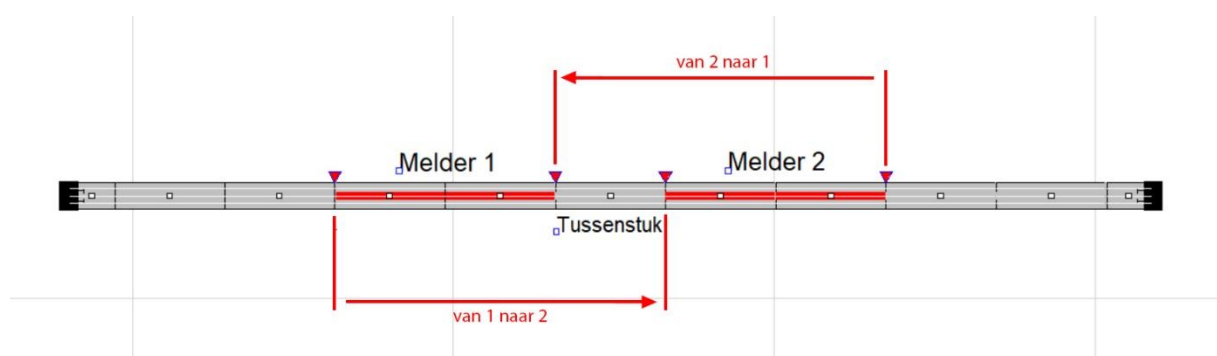 van 2 naar 1
Melder 1
Melder 2
Tussenstuk
van 1 naar 2